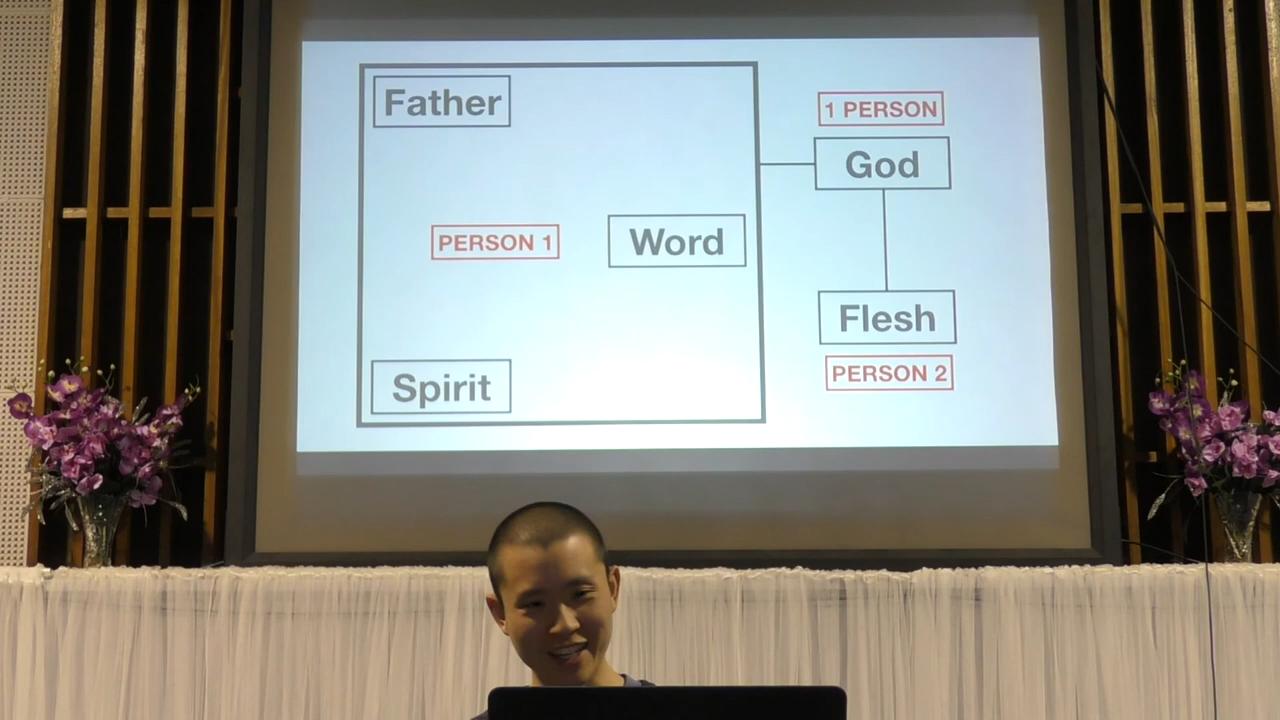 Father
1 PERSON
God
PERSON 1
Word
Flesh
PERSON 2
Spirit